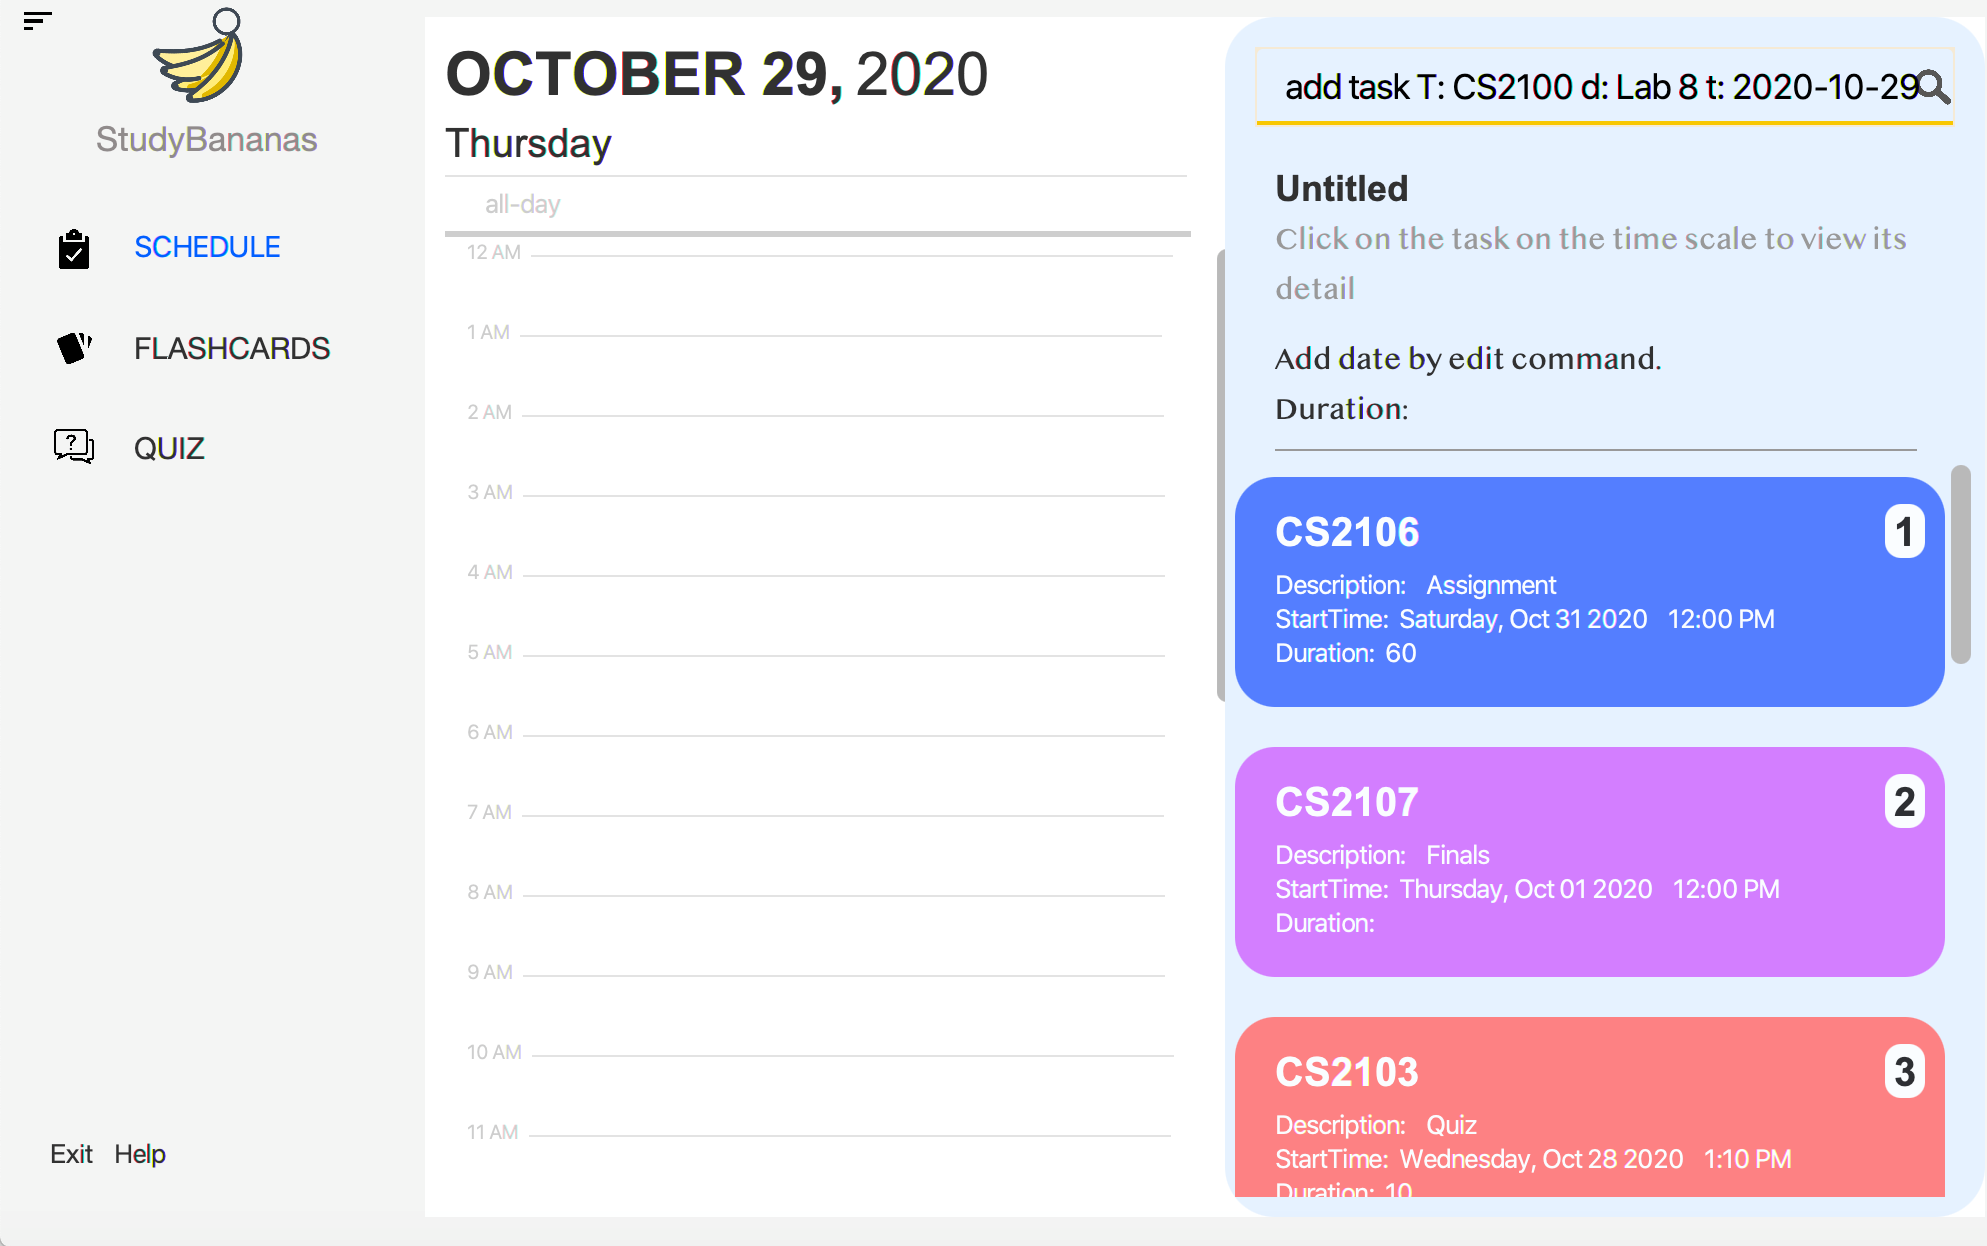 StudyBananas
SCHEDULE
FLASHCARDS
QUIZ
Exit Help
OCTOBER 29, 2020
Thursday
all-day
12 AM
1 AM
2 AM
3 AM
4 AM
5 AM
6 AM
7 AM
8 AM
9 AM
10 AM
11 AM
add task T: CS2100 d: Lab 8 t: 2020-10-29
Untitled
Click on the task on the time scale to view its
detail
Add date by edit command.
Duration:
CS2106 1
Description: Assignment
StartTime: Saturday, Oct 31 2020 12:00 PM
Duration: 60
CS2107 2
Description: Finals
StartTime: Thursday, Oct 01 2020 12:00 PM
Duration:
CS2103 3
Description: Quiz
StartTime: Wednesday, Oct 28 2020 1:10 PM
Duration: 10